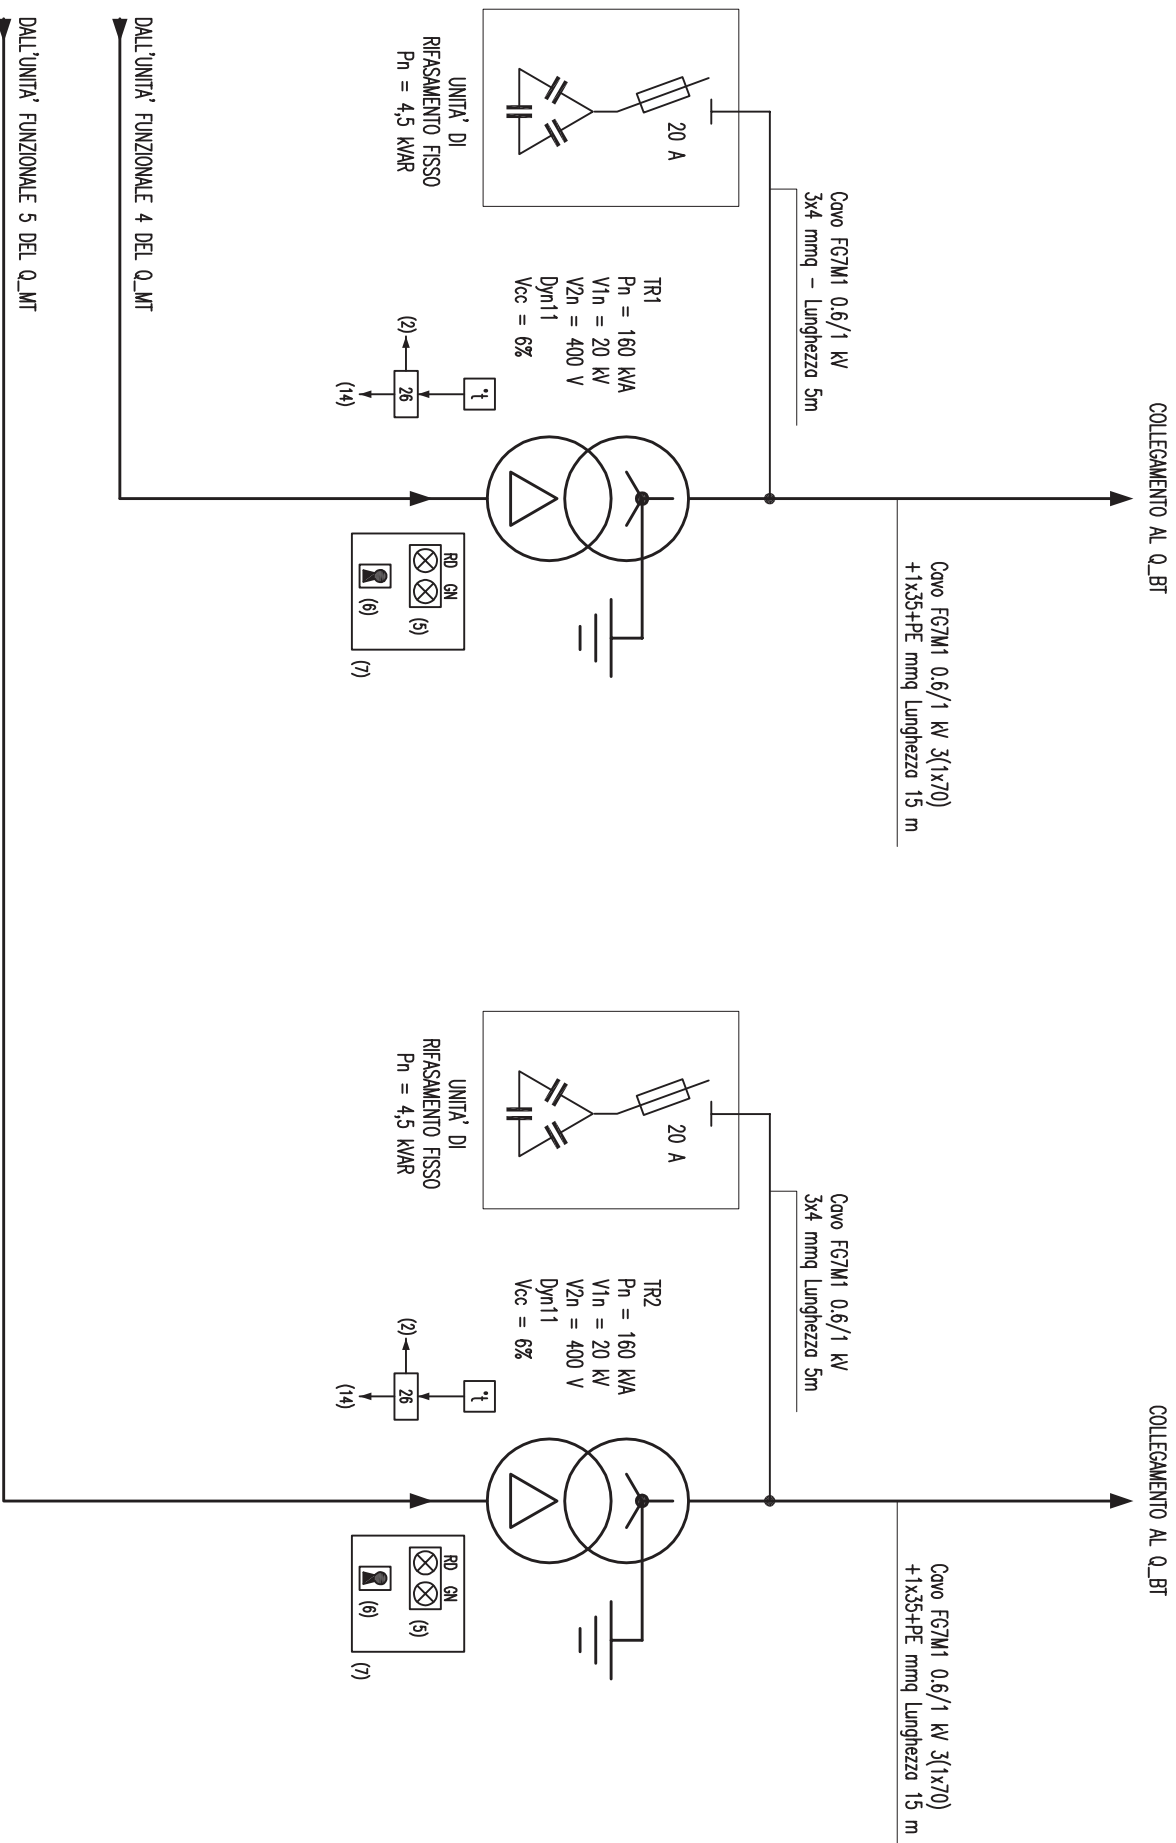 COLLEGAMENTO AL Q_BT
Cavo FG7M1 0.6/1 kV 3(1x70)
+1x35+PE mmq Lunghezza 15 m
Cavo FG7M1 0.6/1 kV
3x4 mmq - Lunghezza 5m
20 A
UNITA' DI
RIFASAMENTO FISSO
Pn = 4,5 kVAR
TR1
Pn = 160 kVA
V1n = 20 kV
V2n = 400 V
Dyn11
Vcc = 6%
t°
26
(2)
(14)
RD GN
(5)
(6)
(7)
DALL'UNITA' FUNZIONALE 4 DEL Q_MT
DALL'UNITA' FUNZIONALE 5 DEL Q_MT
COLLEGAMENTO AL Q_BT
Cavo FG7M1 0.6/1 kV 3(1x70)
+1x35+PE mmq Lunghezza 15 m
Cavo FG7M1 0.6/1 kV
3x4 mmq Lunghezza 5m
20 A
UNITA' DI
RIFASAMENTO FISSO
Pn = 4,5 kVAR
TR2
Pn = 160 kVA
V1n = 20 kV
V2n = 400 V
Dyn11
Vcc = 6%
t°
26
(2)
(14)
RD GN
(5)
(6)
(7)